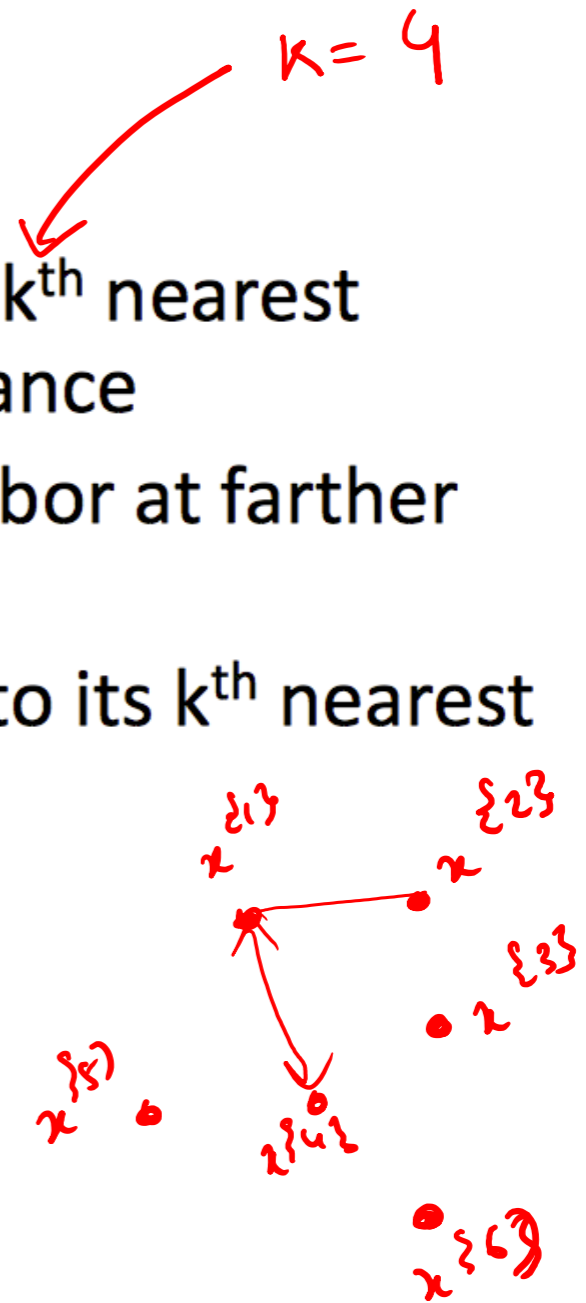 k = 4
kth nearest
ance
bor at farther
to its kth nearest
x{1}
x{2}
x{3}
x{5)
x{4}
x{6}